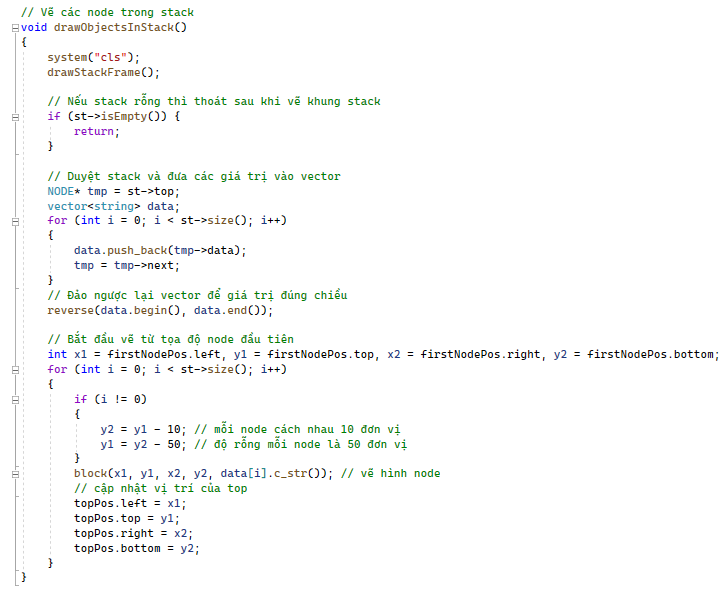 // Vẽ các node trong stack
void drawObjectsInStack()
{
    system("cls");
    drawStackFrame();

    // Nếu stack rỗng thì thoát sau khi vẽ khung stack
    if (st->isEmpty()) {
        return;
    }

    // Duyệt stack và đưa các giá trị vào vector
    NODE* tmp = st->top;
    vector<string> data;
    for (int i = 0; i < st->size(); i++)
    {
        data.push_back(tmp->data);
        tmp = tmp->next;
    }
    // Đảo ngược lại vector để giá trị đúng chiều
    reverse(data.begin(), data.end());

    // Bắt đầu vẽ từ tọa độ node đầu tiên
    int x1 = firstNodePos.left, y1 = firstNodePos.top, x2 = firstNodePos.right, y2 = firstNodePos.bottom;
    for (int i = 0; i < st->size(); i++)
    {
        if (i != 0)
        {
            y2 = y1 - 10; // mỗi node cách nhau 10 đơn vị
            y1 = y2 - 50; // độ rỗng mỗi node là 50 đơn vị
        }
        block(x1, y1, x2, y2, data[i].c_str()); // vẽ hình node
        // cập nhật vị trí của top
        topPos.left = x1;
        topPos.top = y1;
        topPos.right = x2;
        topPos.bottom = y2;
    }
}